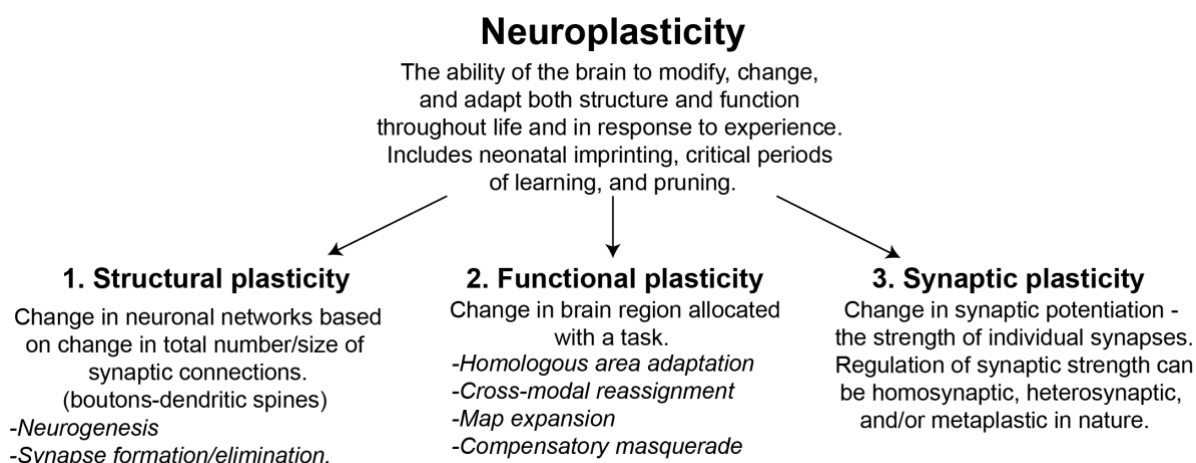 Neuroplasticity
The ability of the brain to modify, change,
and adapt both structure and function
throughout life and in response to experience.
Includes neonatal imprinting, critical periods
of learning, and pruning.
1. Structural plasticity
Change in neuronal networks based
on change in total number/size of
synaptic connections.
(boutons-dendritic spines)
-Neurogenesis
-Synapse formation/elimination.
2. Functional plasticity
Change in brain region allocated
with a task.
-Homologous area adaptation
-Cross-modal reassignment
-Map expansion
-Compensatory masquerade
3. Synaptic plasticity
Change in synaptic potentiation -
the strength of individual synapses.
Regulation of synaptic strength can
be homosynaptic, heterosynaptic,
and/or metaplastic in nature.